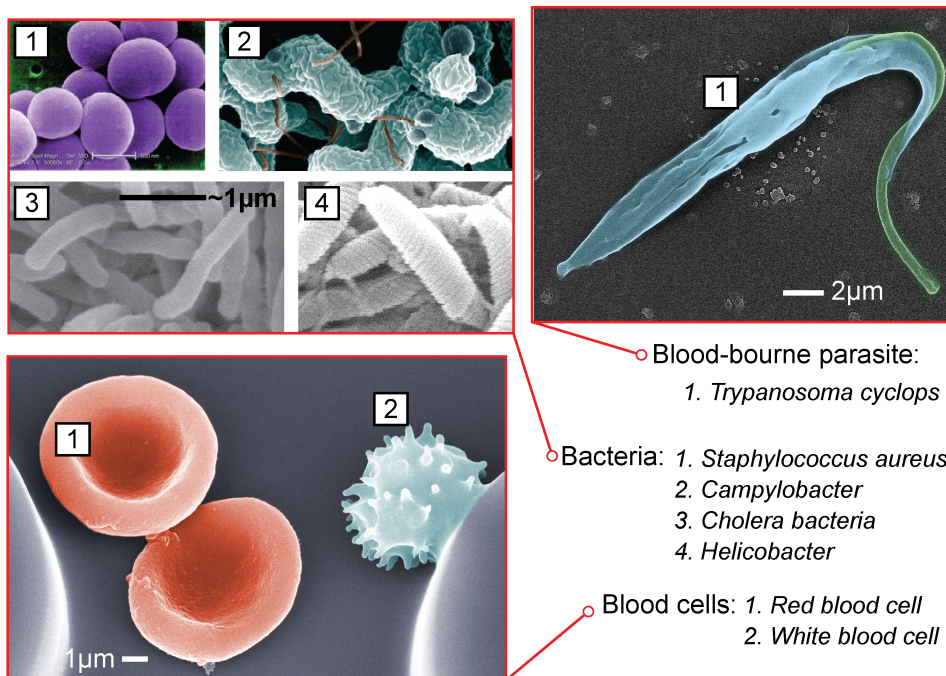 1
2
3
~1µm
4
1
2µm
Blood-bourne parasite:
1. Trypanosoma cyclops
Bacteria: 1. Staphylococcus aureus
2. Campylobacter
3. Cholera bacteria
4. Helicobacter
1
2
1µm
Blood cells: 1. Red blood cell
2. White blood cell